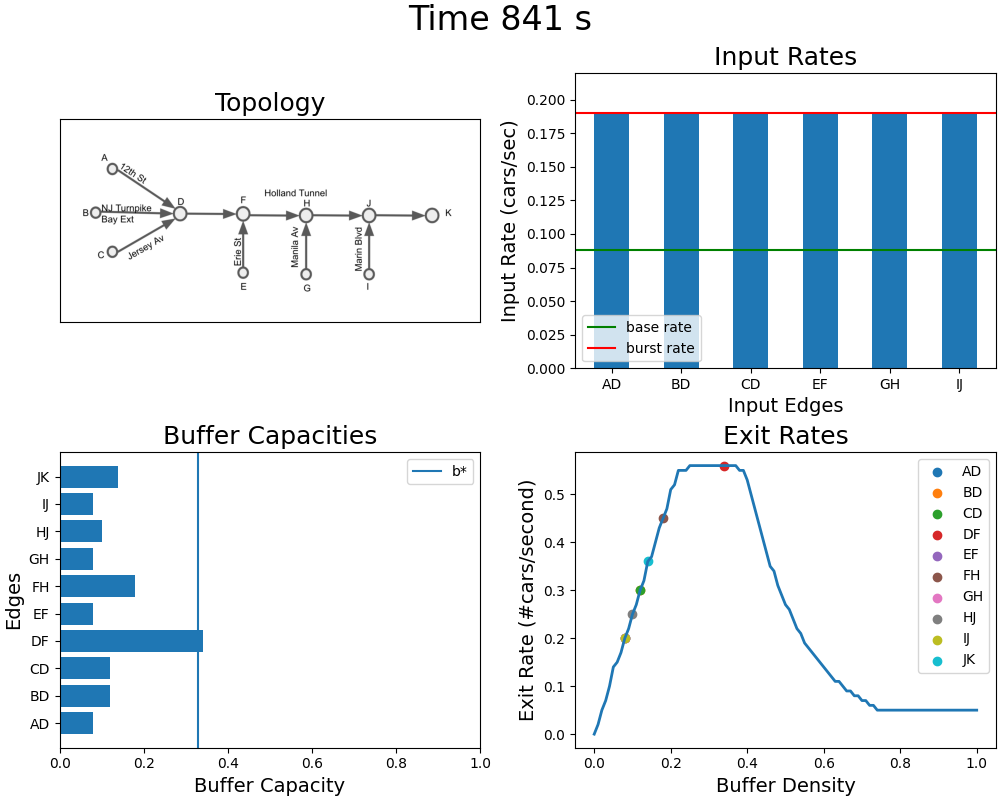 Time 841 s
Topology
A
12th St
B
NJ Turnpike
Bay Ext
C
Jersey Av
D
F
Holland Tunnel
H
J
K
Erie St
Manila Av
Marin Blvd
E
G
I
Input Rates
Input Rate (cars/sec)
0.200
0.175
0.150
0.125
0.100
0.075
0.050
0.025
0.000
base rate
burst rate
AD BD CD EF GH IJ
Input Edges
Buffer Capacities
Edges
JK
IJ
HJ
GH
FH
EF
DF
CD
BD
AD
b*
0.0 0.2 0.4 0.6 0.8 1.0
Buffer Capacity
Exit Rates
Exit Rate (#cars/second)
0.5
0.4
0.3
0.2
0.1
0.0
AD
BD
CD
DF
EF
FH
GH
HJ
IJ
JK
0.0 0.2 0.4 0.6 0.8 1.0
Buffer Density